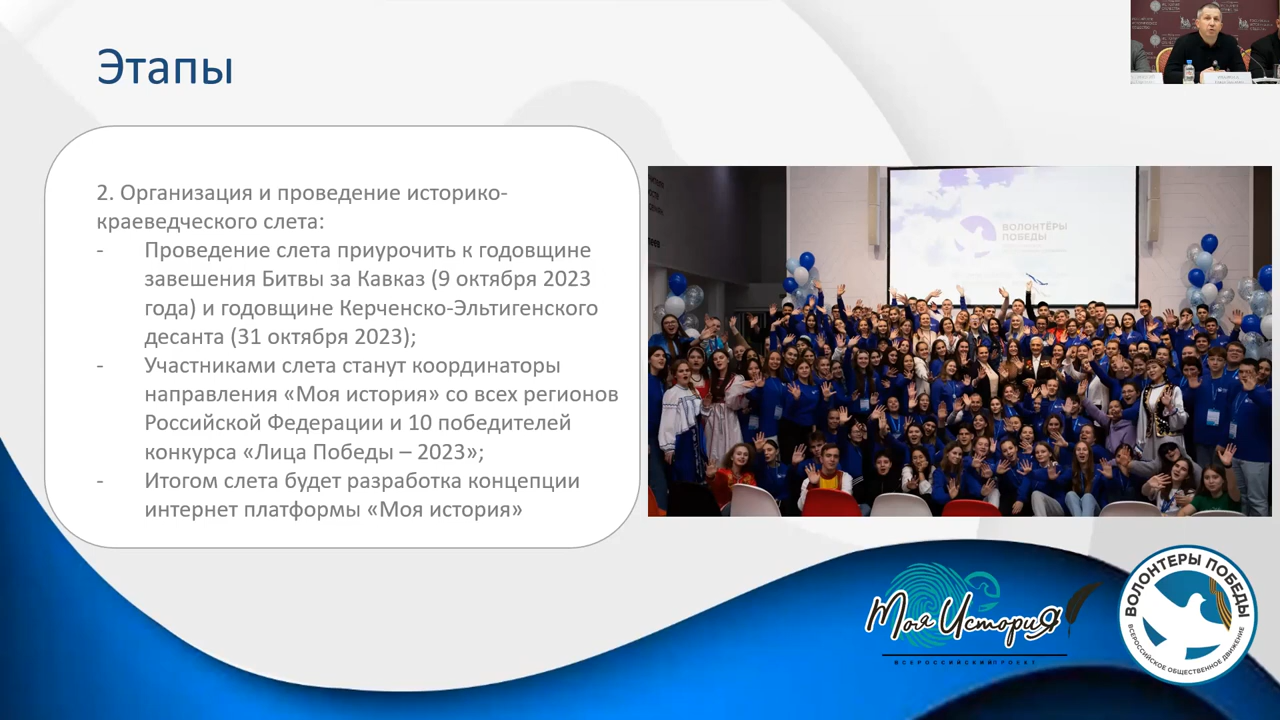 Этапы
2. Организация и проведение историко-
краеведческого слета:
- Проведение слета приурочить к годовщине
завешения Битвы за Кавказ (9 октября 2023
года) и годовщине Керченско-Эльтигенского
десанта (31 октября 2023);
- Участниками слета станут координаторы
направления «Моя история» со всех регионов
Российской Федерации и 10 победителей
конкурса «Лица Победы – 2023»;
- Итогом слета будет разработка концепции
интернет платформы «Моя история»
ВОЛОНТЁРЫ
ПОБЕДЫ
Моя История
ВСЕРОССИЙСКИЙ ПРОЕКТ
ВОЛОНТЕРЫ ПОБЕДЫ
ВСЕРОССИЙСКОЕ ОБЩЕСТВЕННОЕ ДВИЖЕНИЕ